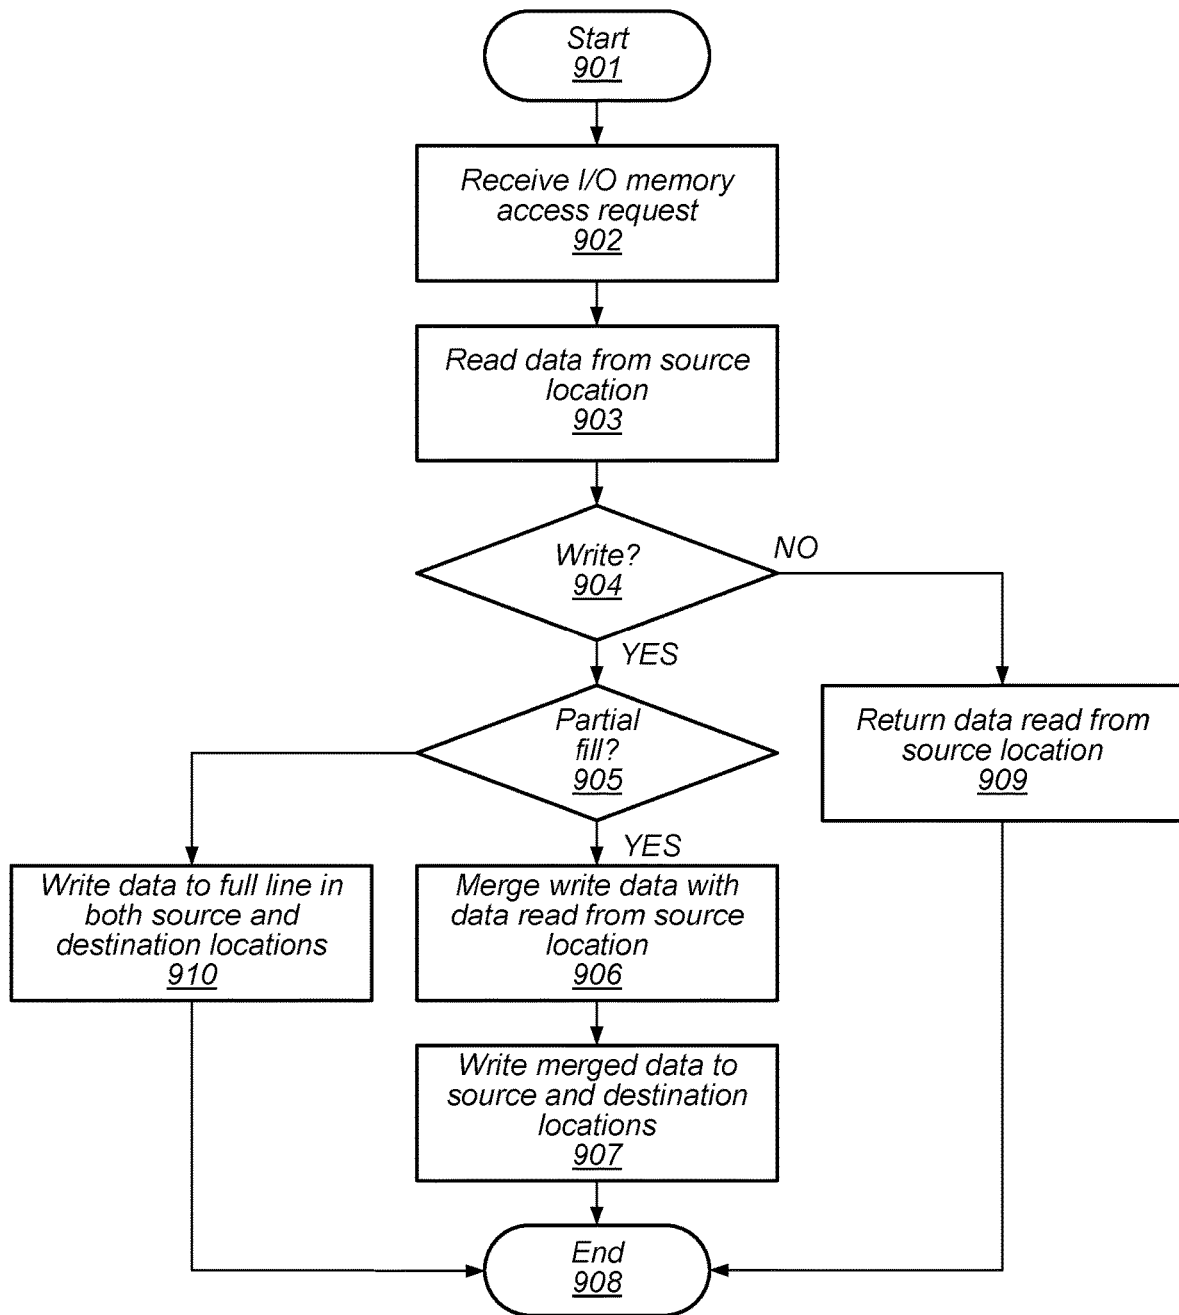 Start
901
Receive I/O memory
access request
902
Read data from source
location
903
Write?
904
NO
YES
Partial
fill?
905
Return data read from
source location
909
YES
Write data to full line in
both source and
destination locations
910
Merge write data with
data read from source
location
906
Write merged data to
source and destination
locations
907
End
908